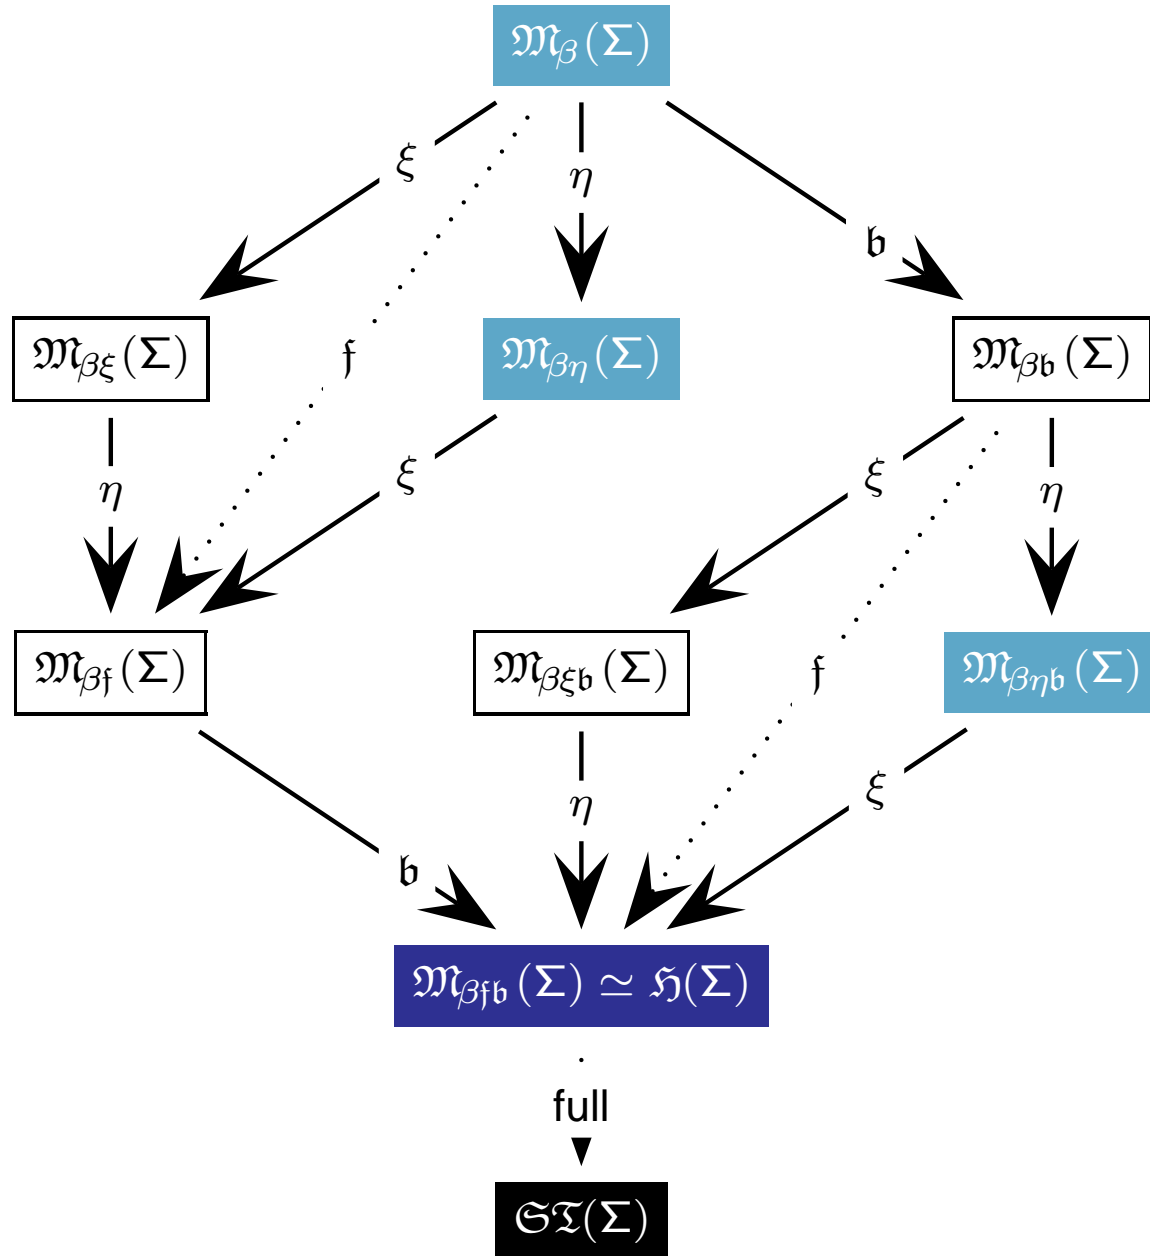 𝔐β(Σ)
ξ
η
𝔟
𝔐βξ(Σ)
𝔣
𝔐βη(Σ)
𝔐β𝔟(Σ)
η
ξ
ξ
η
𝔐β𝔣(Σ)
𝔐βξ𝔟(Σ)
𝔣
𝔐βη𝔟(Σ)
𝔟
η
ξ
𝔐β𝔣𝔟(Σ) ≃ ℌ(Σ)
full
𝔖𝔗(Σ)